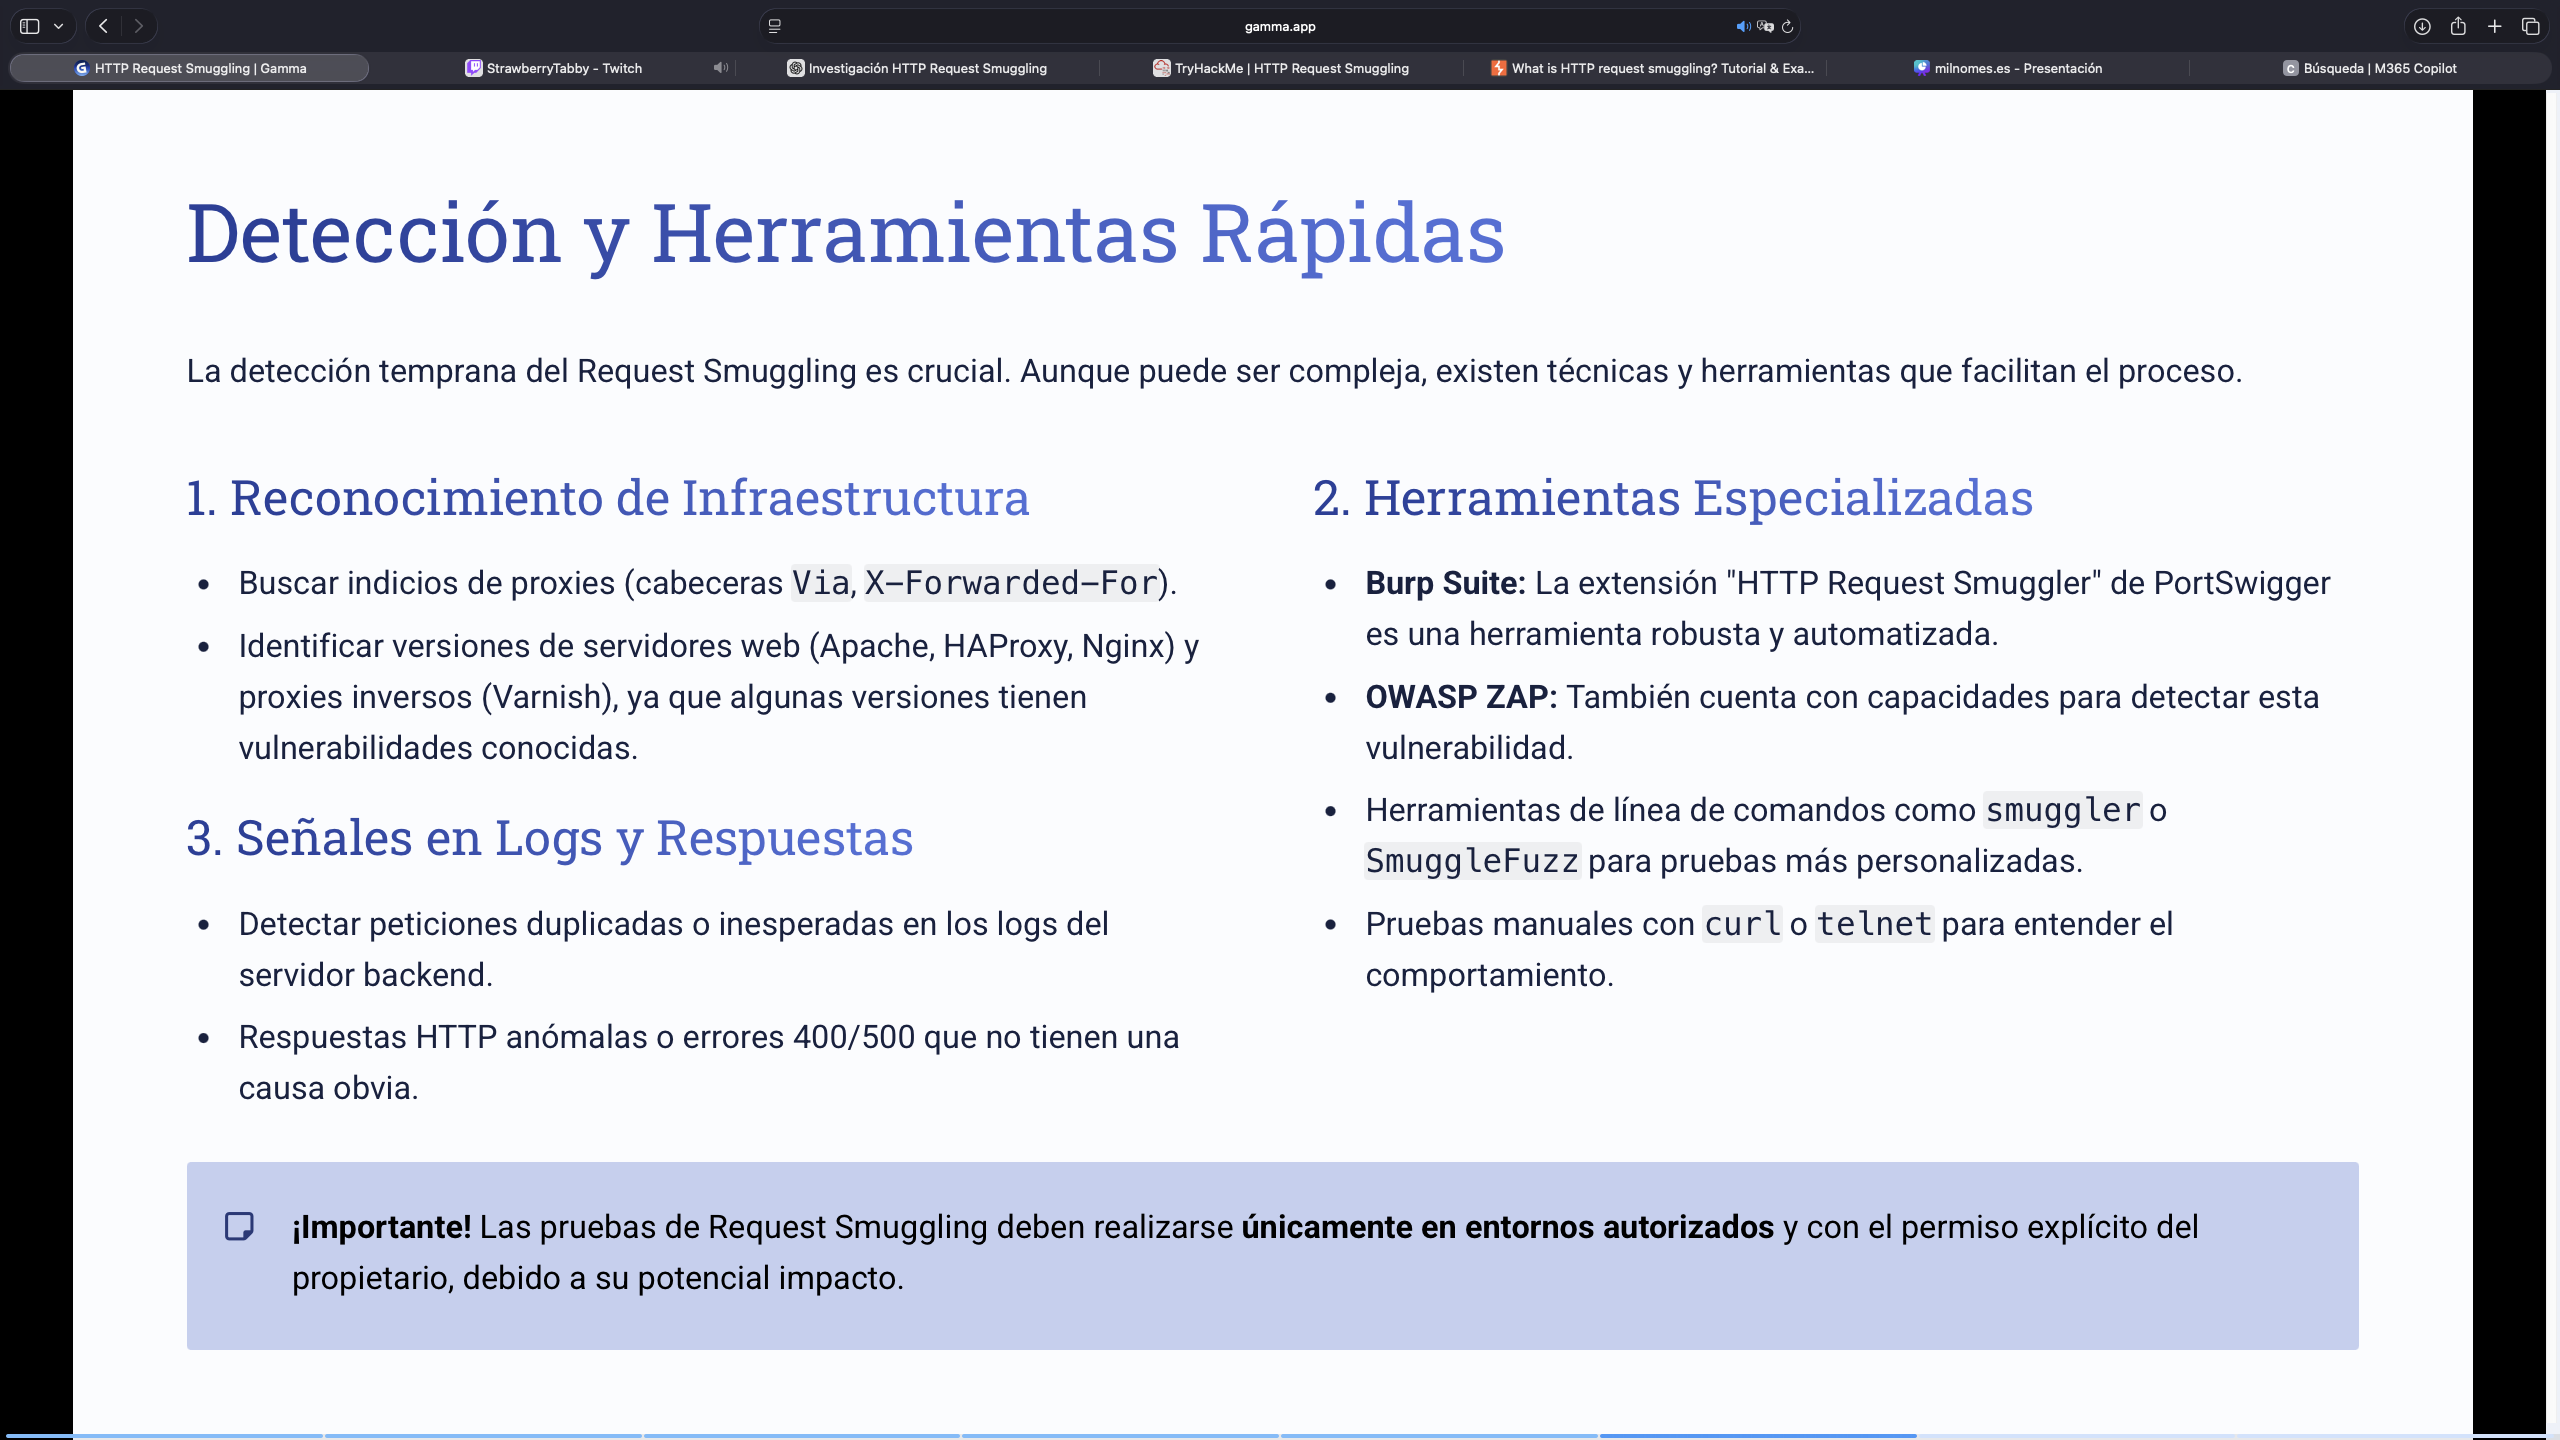 gamma.app
HTTP Request Smuggling | Gamma
StrawberryTabby - Twitch
Investigación HTTP Request Smuggling
TryHackMe | HTTP Request Smuggling
What is HTTP request smuggling? Tutorial & Exa...
milnomes.es - Presentación
Búsqueda | M365 Copilot
Detección y Herramientas Rápidas
La detección temprana del Request Smuggling es crucial. Aunque puede ser compleja, existen técnicas y herramientas que facilitan el proceso.
1. Reconocimiento de Infraestructura
• Buscar indicios de proxies (cabeceras Via, X-Forwarded-For).
• Identificar versiones de servidores web (Apache, HAProxy, Nginx) y
proxies inversos (Varnish), ya que algunas versiones tienen
vulnerabilidades conocidas.
2. Herramientas Especializadas
• Burp Suite: La extensión "HTTP Request Smuggler" de PortSwigger
es una herramienta robusta y automatizada.
• OWASP ZAP: También cuenta con capacidades para detectar esta
vulnerabilidad.
• Herramientas de línea de comandos como smuggler o
SmuggleFuzz para pruebas más personalizadas.
• Pruebas manuales con curl o telnet para entender el
comportamiento.
3. Señales en Logs y Respuestas
• Detectar peticiones duplicadas o inesperadas en los logs del
servidor backend.
• Respuestas HTTP anómalas o errores 400/500 que no tienen una
causa obvia.
¡Importante! Las pruebas de Request Smuggling deben realizarse únicamente en entornos autorizados y con el permiso explícito del
propietario, debido a su potencial impacto.